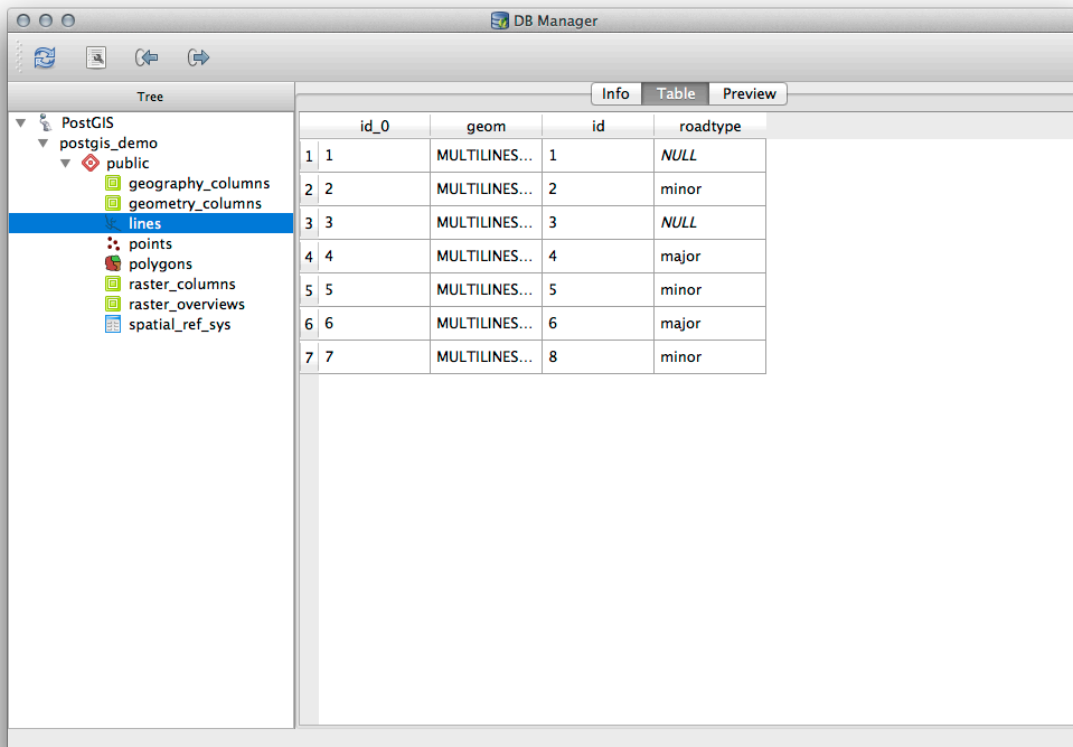 DB Manager
Tree
Info Table Preview
PostGIS
postgis_demo
public
geography_columns
geometry_columns
lines
points
polygons
raster_columns
raster_overviews
spatial_ref_sys
id_0 geom id roadtype
1 1 MULTILINES... 1 NULL
2 2 MULTILINES... 2 minor
3 3 MULTILINES... 3 NULL
4 4 MULTILINES... 4 major
5 5 MULTILINES... 5 minor
6 6 MULTILINES... 6 major
7 7 MULTILINES... 8 minor